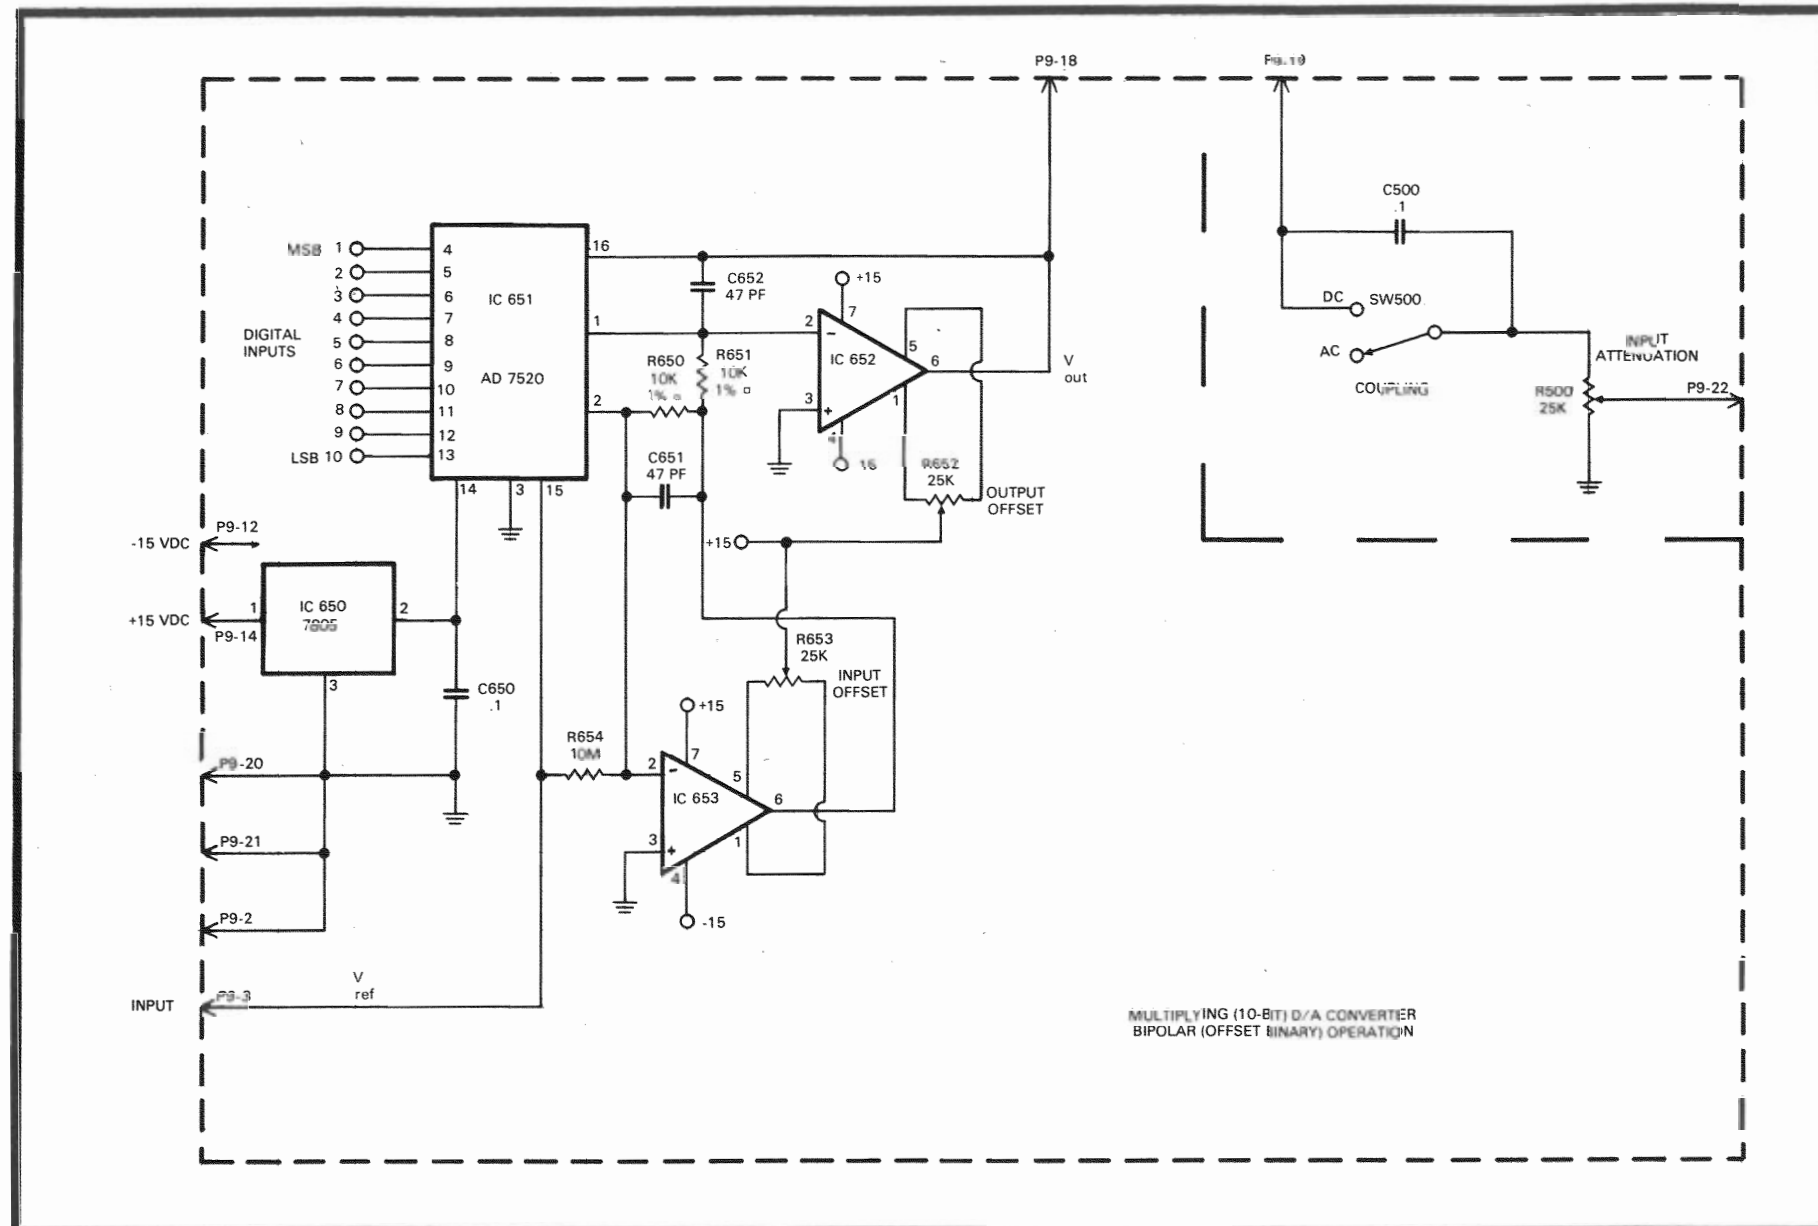 P9-18
P9-19
MSB 1
2
3
4
5
6
7
8
9
LSB 10
DIGITAL
INPUTS
4
5
6
7
8
9
10
11
12
13
IC 651
AD 7520
16
1
2
14
3
15
C652
47 PF
R650
10K
1%
R651
10K
1%
C651
47 PF
+15
7
2
-
IC 652
5
6
3
+
1
4
V
out
R652
25K
OUTPUT
OFFSET
+15
C500
.1
DC
SW500
AC
COUPLING
INPUT
ATTENUATION
R500
25K
P9-22
-15 VDC
P9-12
+15 VDC
P9-14
1
IC 650
7805
2
3
C650
.1
R653
25K
INPUT
OFFSET
+15
R654
10M
7
2
-
IC 653
5
6
3
+
1
4
-15
P9-20
P9-21
P9-2
INPUT
P9-3
V
ref
MULTIPLYING (10-BIT) D/A CONVERTER
BIPOLAR (OFFSET BINARY) OPERATION